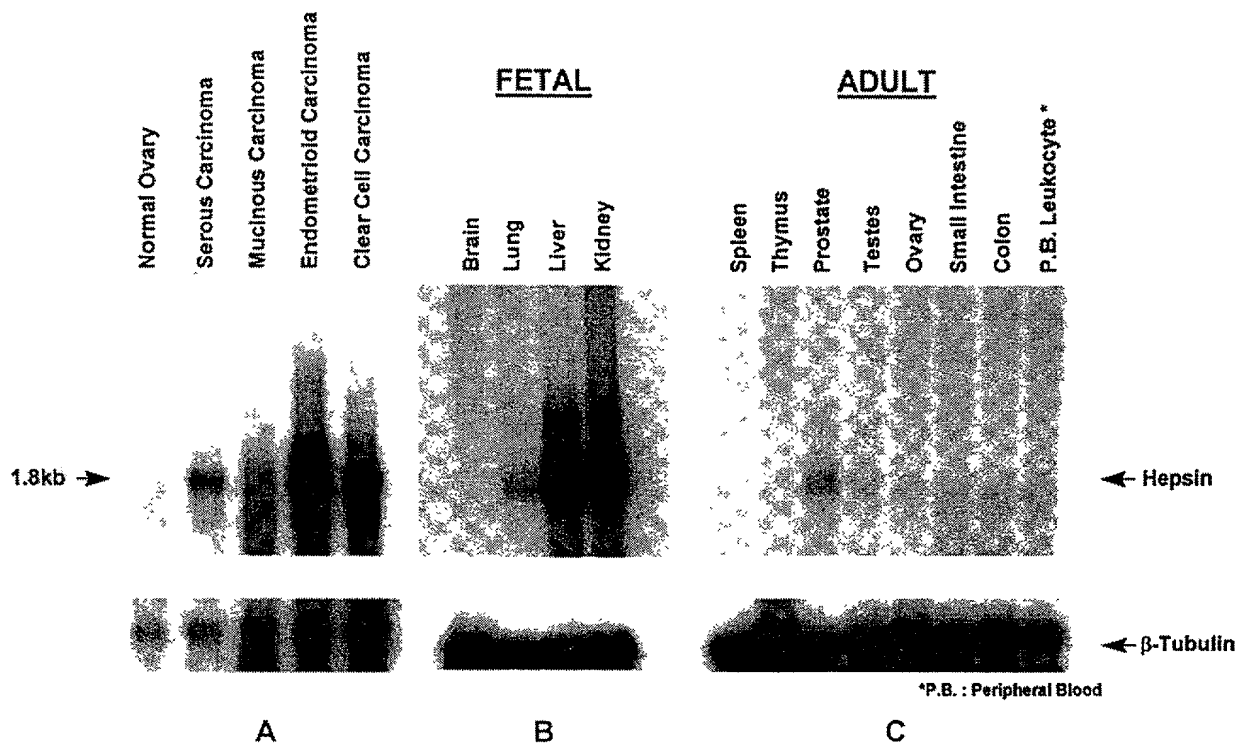 Normal Ovary
Serous Carcinoma
Mucinous Carcinoma
Endometrioid Carcinoma
Clear Cell Carcinoma
FETAL
Brain
Lung
Liver
Kidney
ADULT
Spleen
Thymus
Prostate
Testes
Ovary
Small Intestine
Colon
P.B. Leukocyte *
1.8kb
Hepsin
β-Tubulin
*P.B. : Peripheral Blood
A
B
C